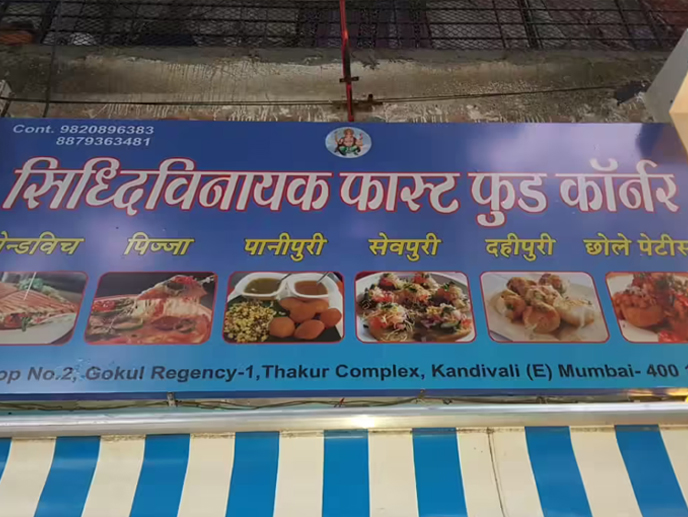 Cont. 9820896383
8879363481
सिध्दिविनायक फास्ट फुड कॉर्नर
पिज्जा पानीपुरी सेवपुरी दहीपुरी छोले
No.2, Gokul Regency-1,Thakur Complex, Kandivali (E) Mumbai- 400